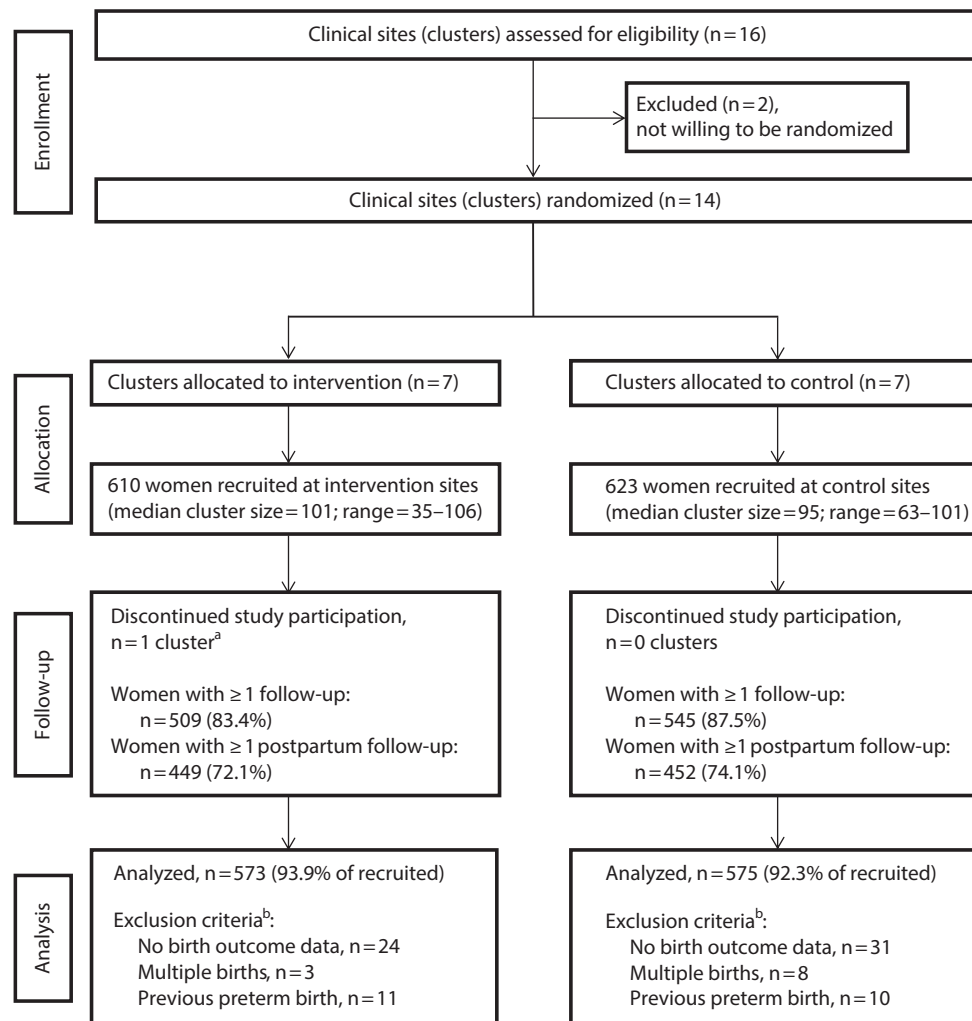 Enrollment
Clinical sites (clusters) assessed for eligibility (n=16)
Excluded (n=2),
not willing to be randomized
Clinical sites (clusters) randomized (n=14)
Allocation
Clusters allocated to intervention (n=7)
Clusters allocated to control (n=7)
610 women recruited at intervention sites
(median cluster size=101; range=35–106)
623 women recruited at control sites
(median cluster size=95; range=63–101)
Follow-up
Discontinued study participation,
n=1 clusterª
Women with ≥1 follow-up:
n=509 (83.4%)
Women with ≥1 postpartum follow-up:
n=449 (72.1%)
Discontinued study participation,
n=0 clusters
Women with ≥1 follow-up:
n=545 (87.5%)
Women with ≥1 postpartum follow-up:
n=452 (74.1%)
Analysis
Analyzed, n=573 (93.9% of recruited)
Exclusion criteriaᵇ:
No birth outcome data, n=24
Multiple births, n=3
Previous preterm birth, n=11
Analyzed, n=575 (92.3% of recruited)
Exclusion criteriaᵇ:
No birth outcome data, n=31
Multiple births, n=8
Previous preterm birth, n=10